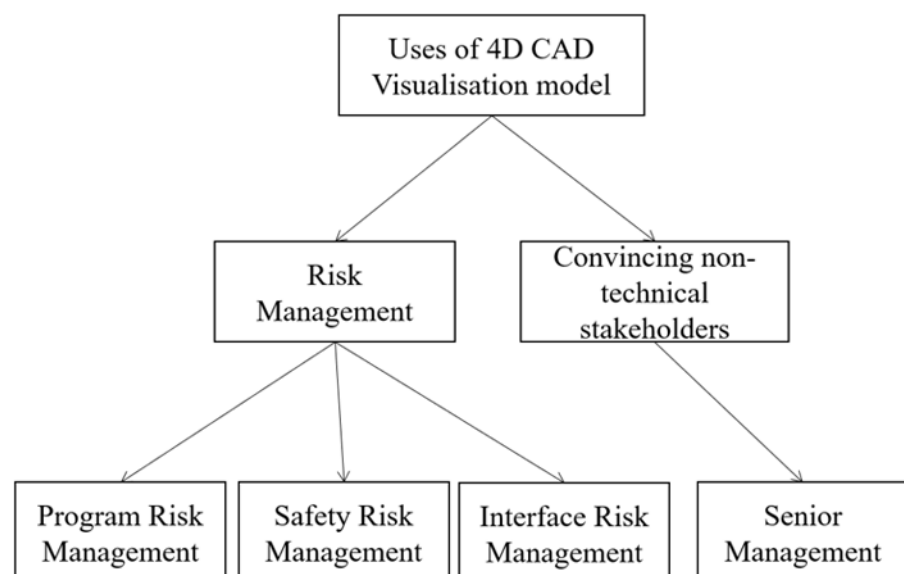 Uses of 4D CAD
Visualisation model
Risk
Management
Convincing non-
technical
stakeholders
Program Risk
Management
Safety Risk
Management
Interface Risk
Management
Senior
Management